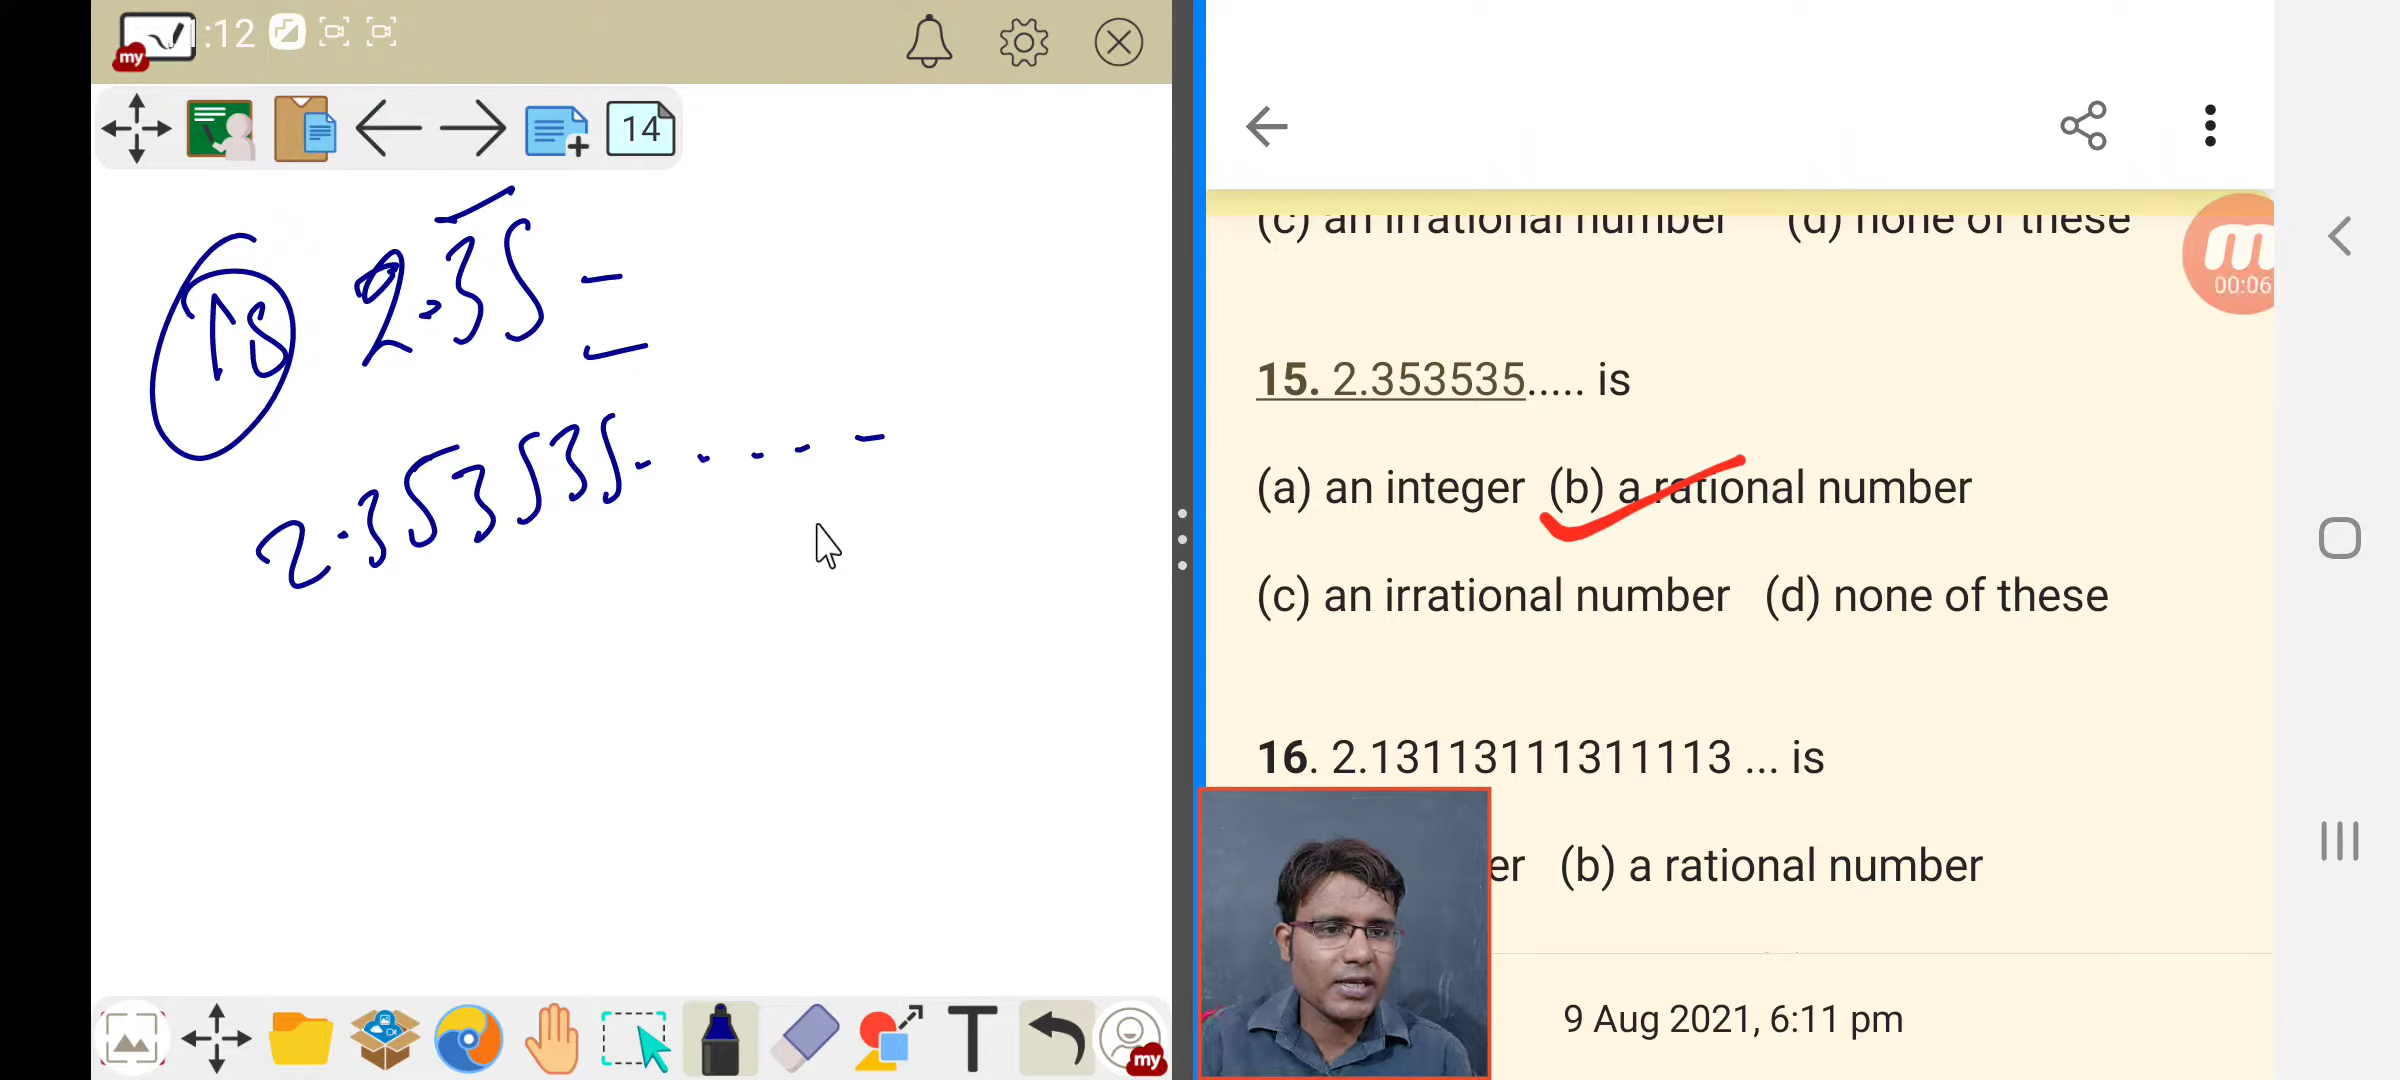 :12
my
14
15 2.35 =
2.353535.....-
(c) an irrational number (d) none of these
m
00:06
15. 2.353535..... is
(a) an integer (b) a rational number
(c) an irrational number (d) none of these
16. 2.13113111311113 ... is
er (b) a rational number
9 Aug 2021, 6:11 pm
T
my